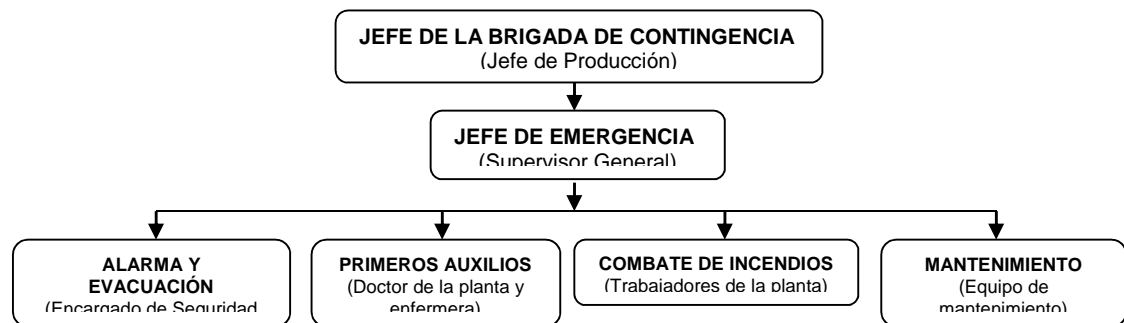 JEFE DE LA BRIGADA DE CONTINGENCIA
(Jefe de Producción)
JEFE DE EMERGENCIA
(Supervisor General)
ALARMA Y
EVACUACIÓN
(Encargado de Seguridad
PRIMEROS AUXILIOS
(Doctor de la planta y
enfermera)
COMBATE DE INCENDIOS
(Trabajadores de la planta)
MANTENIMIENTO
(Equipo de
mantenimiento)